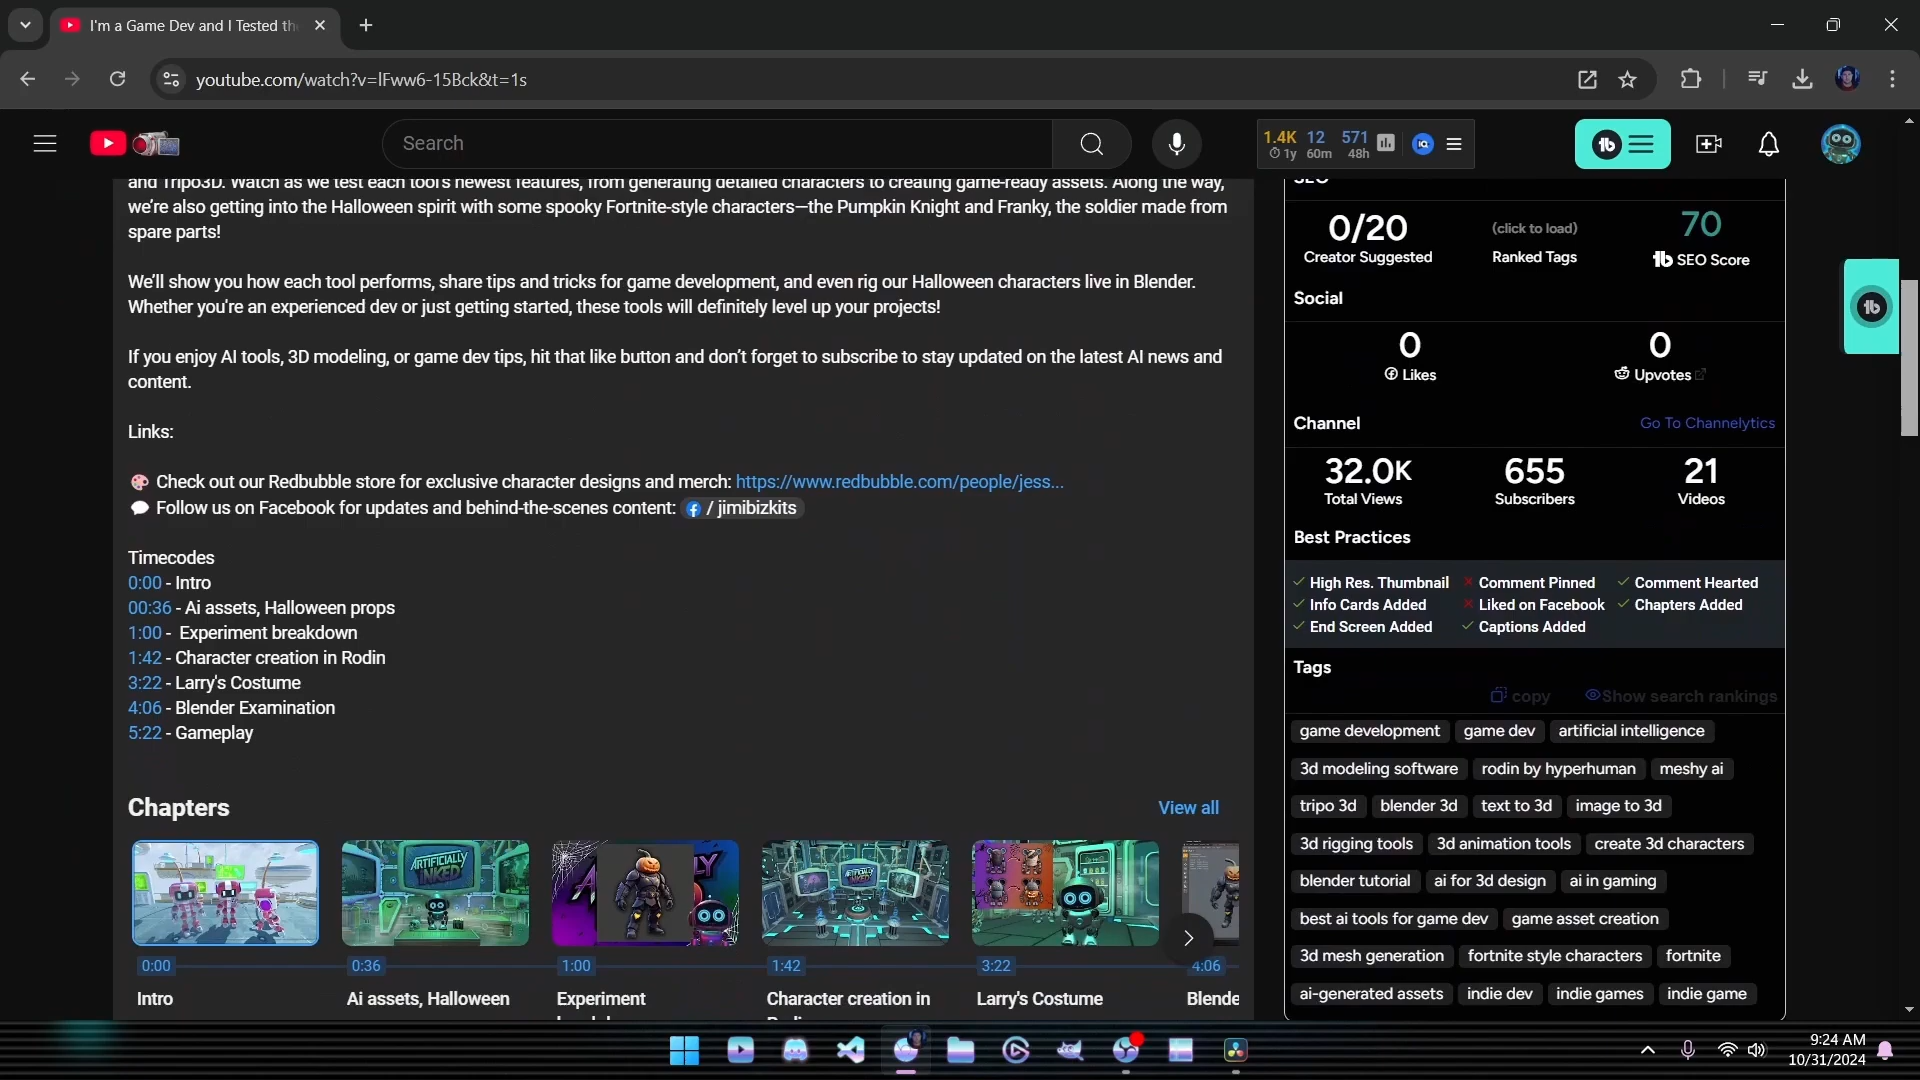 I'm a Game Dev and I Tested th
youtube.com/watch?v=lFww6-15Bck&t=1s
Search
1.4K 12 571
1y 60m 48h
and Tripo3D. Watch as we test each tool's newest features, from generating detailed characters to creating game-ready assets. Along the way,
we're also getting into the Halloween spirit with some spooky Fortnite-style characters—the Pumpkin Knight and Franky, the soldier made from
spare parts!
We'll show you how each tool performs, share tips and tricks for game development, and even rig our Halloween characters live in Blender.
Whether you're an experienced dev or just getting started, these tools will definitely level up your projects!
If you enjoy AI tools, 3D modeling, or game dev tips, hit that like button and don't forget to subscribe to stay updated on the latest AI news and
content.
Links:
🎨 Check out our Redbubble store for exclusive character designs and merch: https://www.redbubble.com/people/jess...
💬 Follow us on Facebook for updates and behind-the-scenes content: / jimibizkits
Timecodes
0:00 - Intro
00:36 - Ai assets, Halloween props
1:00 - Experiment breakdown
1:42 - Character creation in Rodin
3:22 - Larry's Costume
4:06 - Blender Examination
5:22 - Gameplay
Chapters
View all
ARTIFICIALLY INKED
ARTIFICIALLY INKED
0:00 0:36 1:00 1:42 3:22 4:06
Intro
Ai assets, Halloween
Experiment
Character creation in
Larry's Costume
Blende
SEO
0/20 (click to load) 70
Creator Suggested Ranked Tags SEO Score
Social
0 0
Likes Upvotes
Channel Go To Channelytics
32.0K 655 21
Total Views Subscribers Videos
Best Practices
High Res. Thumbnail Comment Pinned Comment Hearted
Info Cards Added Liked on Facebook Chapters Added
End Screen Added Captions Added
Tags
copy Show search rankings
game development game dev artificial intelligence
3d modeling software rodin by hyperhuman meshy ai
tripo 3d blender 3d text to 3d image to 3d
3d rigging tools 3d animation tools create 3d characters
blender tutorial ai for 3d design ai in gaming
best ai tools for game dev game asset creation
3d mesh generation fortnite style characters fortnite
ai-generated assets indie dev indie games indie game
9:24 AM
10/31/2024